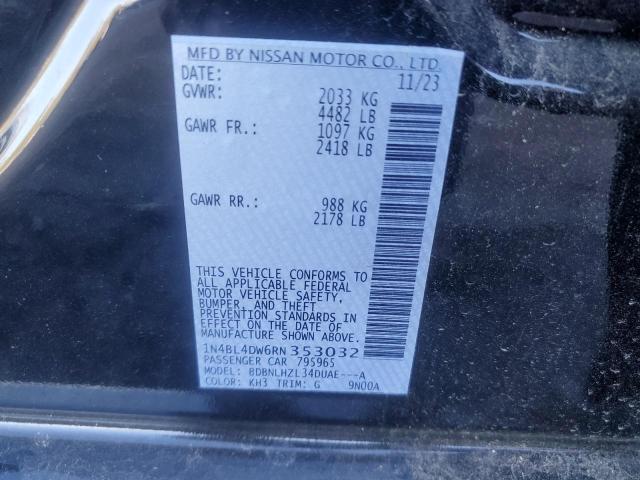 MFD BY NISSAN MOTOR CO., LTD.
DATE: 11/23
GVWR: 2033 KG
4482 LB
GAWR FR.: 1097 KG
2418 LB
GAWR RR.: 988 KG
2178 LB
THIS VEHICLE CONFORMS TO
ALL APPLICABLE FEDERAL
MOTOR VEHICLE SAFETY,
BUMPER, AND THEFT
PREVENTION STANDARDS IN
EFFECT ON THE DATE OF
MANUFACTURE SHOWN ABOVE.
1N4BL4DW6RN353032
PASSENGER CAR 795965
MODEL: BDBNLHZL34DUAE---A
COLOR: KH3 TRIM: G 9N00A